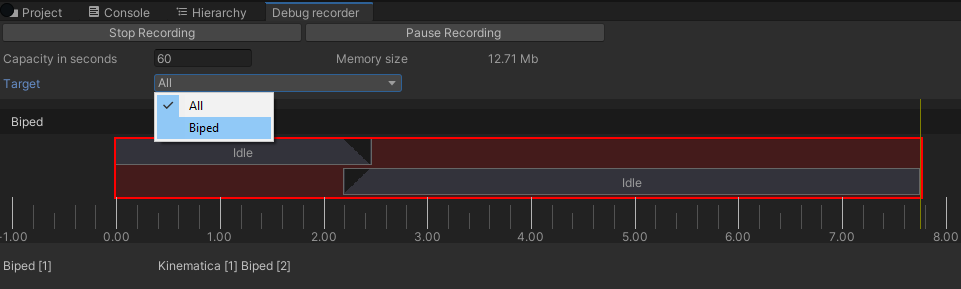 Project Console Hierarchy Debug recorder
Stop Recording Pause Recording
Capacity in seconds 60 Memory size 12.71 Mb
Target All
All
Biped
Biped
Idle
Idle
-1.00 0.00 1.00 2.00 3.00 4.00 5.00 6.00 7.00 8.00
Biped [1] Kinematica [1] Biped [2]